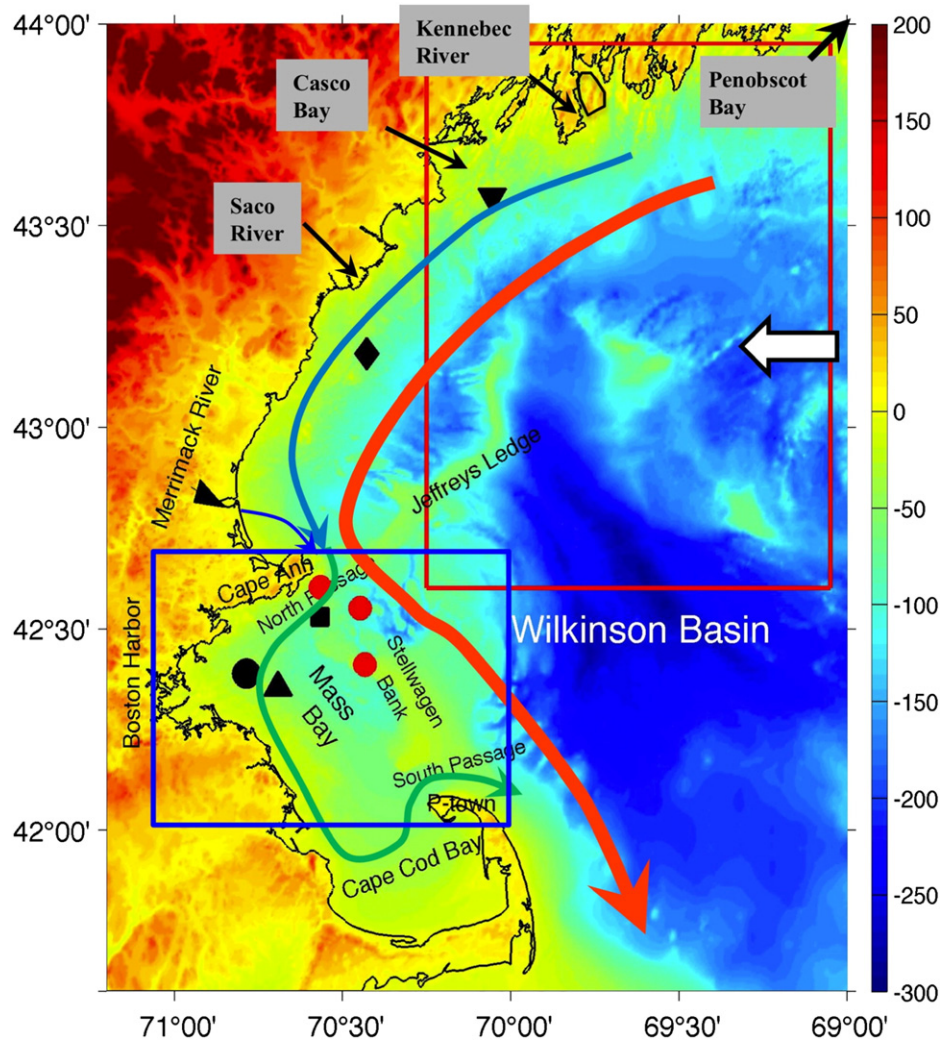 44°00'
Kennebec
River
200
Casco
Bay
Penobscot
Bay
150
Saco
River
43°30'
100
50
Merrimack River
0
43°00'
Jeffreys Ledge
-50
Cape Ann
North Passage
-100
42°30'
Wilkinson Basin
Boston Harbor
Stellwagen
Bank
Mass
Bay
-150
South Passage
P-town
-200
42°00'
Cape Cod Bay
-250
-300
71°00'
70°30'
70°00'
69°30'
69°00'